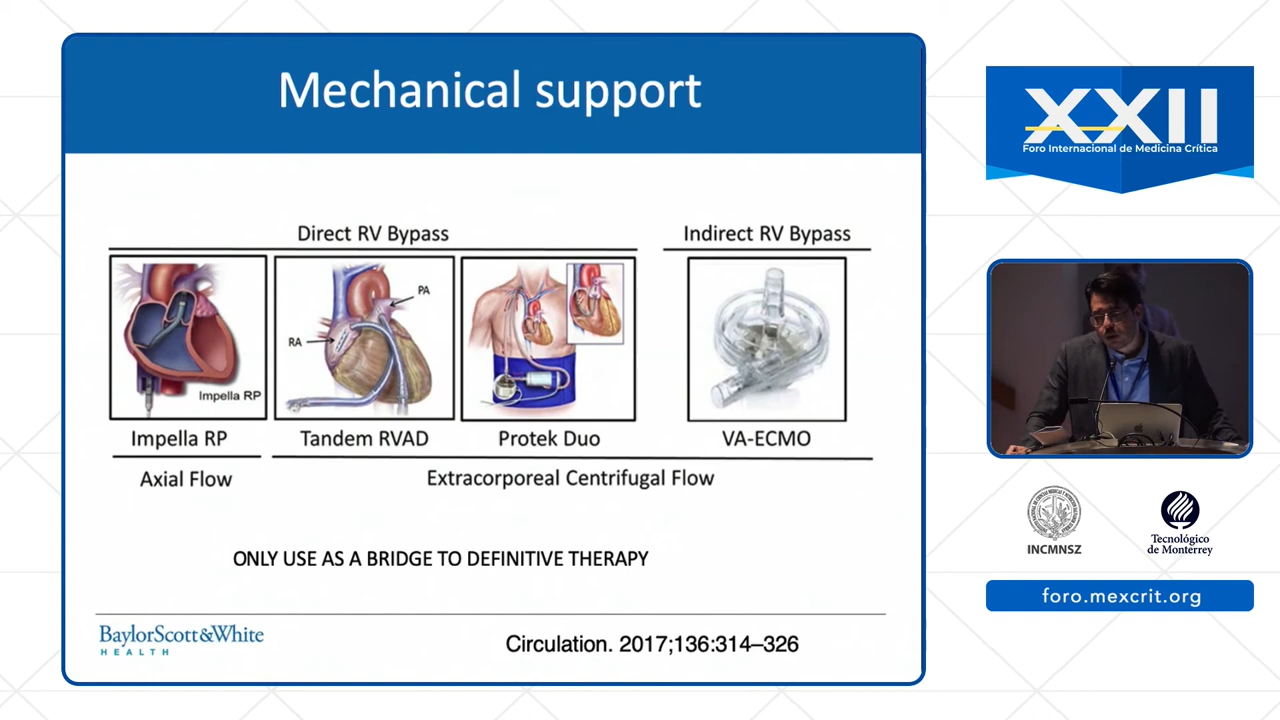 Mechanical support
Direct RV Bypass
Indirect RV Bypass
Impella RP
RA
PA
Impella RP
Tandem RVAD
Protek Duo
VA-ECMO
Axial Flow
Extracorporeal Centrifugal Flow
ONLY USE AS A BRIDGE TO DEFINITIVE THERAPY
BaylorScott&White
HEALTH
Circulation. 2017;136:314–326
XXII
Foro Internacional de Medicina Crítica
INCMNSZ
Tecnológico
de Monterrey
foro.mexcrit.org